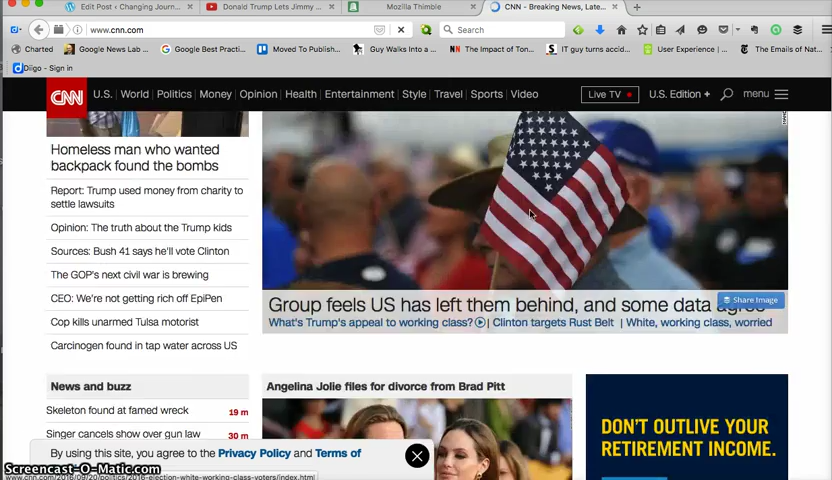 Edit Post ‹ Changing Journ...
Donald Trump Lets Jimmy ...
Mozilla Thimble
CNN - Breaking News, Late...
www.cnn.com
Search
Charted
Google News Lab ...
Google Best Practi...
Moved To Publish...
Guy Walks Into a ...
The Impact of Ton...
IT guy turns accid...
User Experience | ...
The Emails of Nat...
Diigo - Sign in
CNN
U.S.
World
Politics
Money
Opinion
Health
Entertainment
Style
Travel
Sports
Video
Live TV
U.S. Edition +
menu
Homeless man who wanted
backpack found the bombs
Report: Trump used money from charity to
settle lawsuits
Opinion: The truth about the Trump kids
Sources: Bush 41 says he'll vote Clinton
The GOP's next civil war is brewing
CEO: We're not getting rich off EpiPen
Cop kills unarmed Tulsa motorist
Carcinogen found in tap water across US
Group feels US has left them behind, and some data agree
Share Image
What's Trump's appeal to working class? | Clinton targets Rust Belt | White, working class, worried
News and buzz
Skeleton found at famed wreck 19 m
Singer cancels show over gun law 30 m
Angelina Jolie files for divorce from Brad Pitt
DON'T OUTLIVE YOUR
RETIREMENT INCOME.
By using this site, you agree to the Privacy Policy and Terms of
Screencast-O-Matic.com
www.cnn.com/2016/09/20/politics/2016-election-white-working-class-voters/index.html